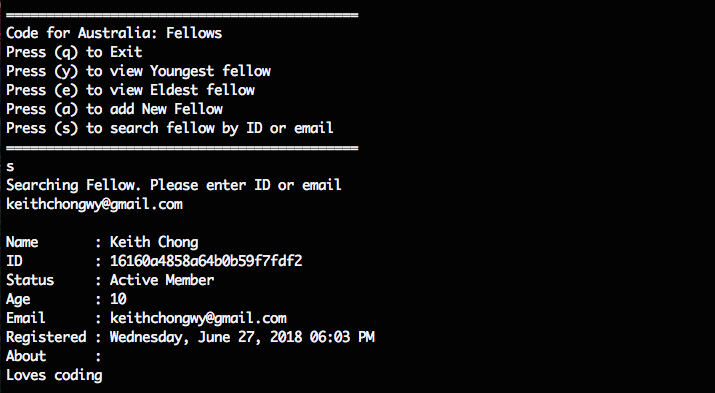 ============================================
Code for Australia: Fellows
Press (q) to Exit
Press (y) to view Youngest fellow
Press (e) to view Eldest fellow
Press (a) to add New Fellow
Press (s) to search fellow by ID or email
============================================
s
Searching Fellow. Please enter ID or email
keithchongwy@gmail.com

Name       : Keith Chong
ID         : 16160a4858a64b0b59f7fdf2
Status     : Active Member
Age        : 10
Email      : keithchongwy@gmail.com
Registered : Wednesday, June 27, 2018 06:03 PM
About      :
Loves coding